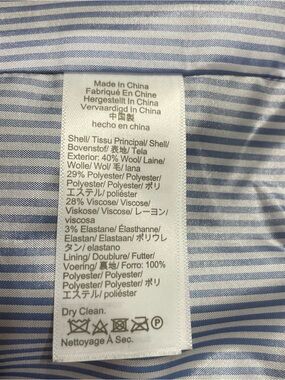 Made in China
Fabriqué En Chine
Hergestellt In China
Vervaardigd In China
中国製
hecho en china
Shell/ Tissu Principal/ Shell/
Bovenstof/ 表地/ Tela
Exterior: 40% Wool/ Laine/
Wolle/ Wol/ 毛/ lana
29% Polyester/ Polyester/
Polyester/ Polyester/ ポリ
エステル/ poliéster
28% Viscose/ Viscose/
Viskose/ Viscose/ レーヨン/
viscosa
3% Elastane/ Élasthanne/
Elastan/ Elastaan/ ポリウレ
タン/ elastano
Lining/ Doublure/ Futter/
Voering/ 裏地/ Forro: 100%
Polyester/ Polyester/
Polyester/ Polyester/ ポリ
エステル/ poliéster
Dry Clean.
P
Nettoyage À Sec.